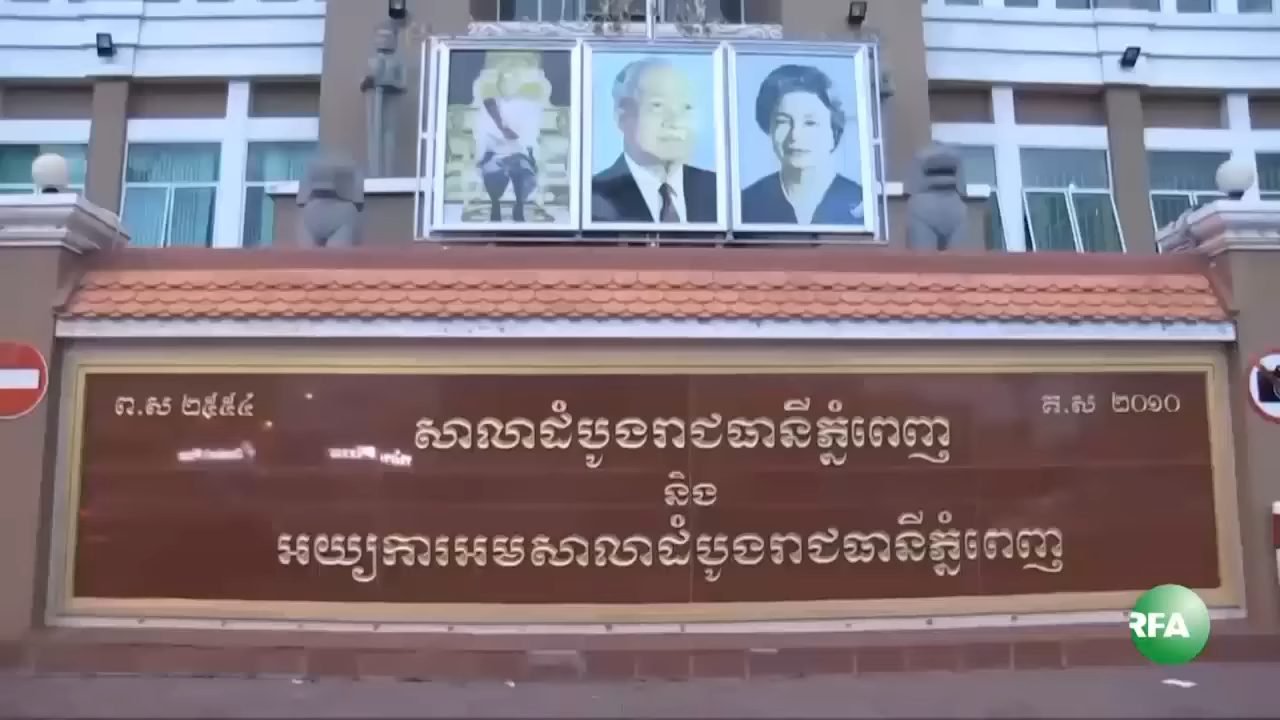 ព.ស ២៥៥៤
គ.ស ២០១០
សាលាដំបូងរាជធានីភ្នំពេញ
និង
អយ្យការអមសាលាដំបូងរាជធានីភ្នំពេញ
RFA